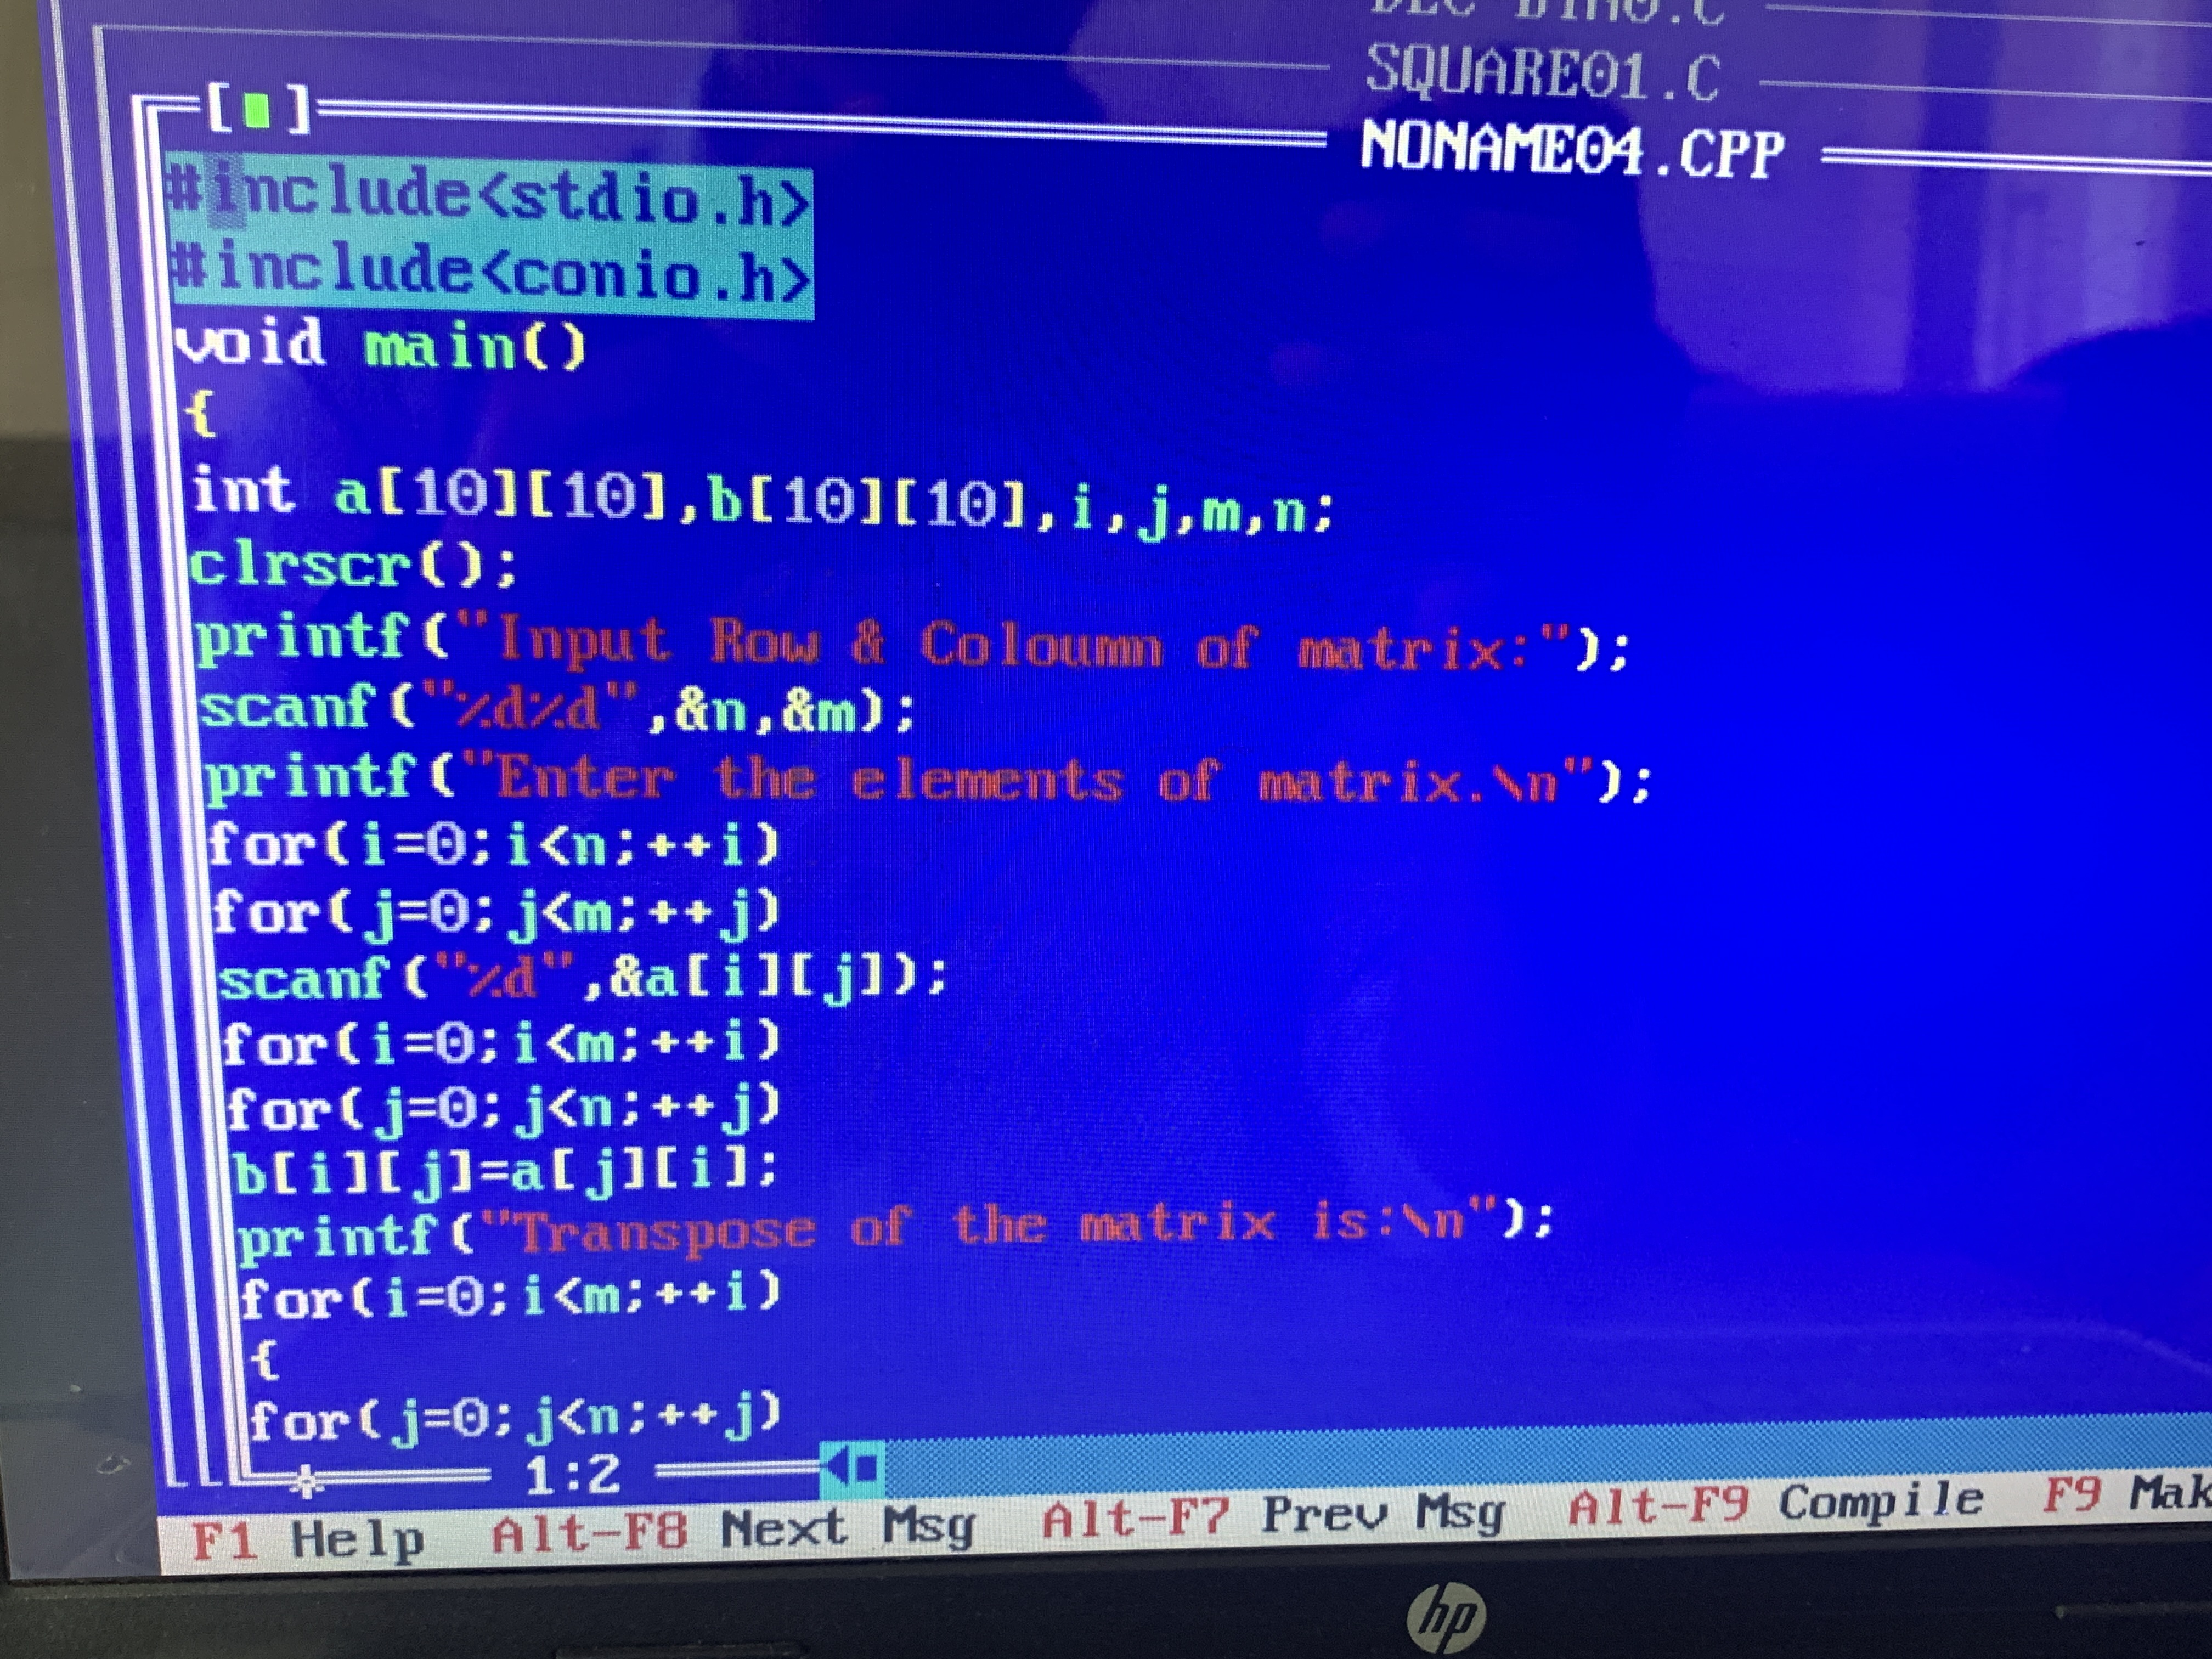 SQUARE01.C
[ ]
NONAME04.CPP
#include<stdio.h>
#include<conio.h>
void main()
{
int a[10][10],b[10][10],i,j,m,n;
clrscr();
printf("Input Row & Coloumn of matrix:");
scanf("%d%d",&n,&m);
printf("Enter the elements of matrix.\n");
for(i=0;i<n;++i)
for(j=0;j<m;++j)
scanf("%d",&a[i][j]);
for(i=0;i<m;++i)
for(j=0;j<n;++j)
b[i][j]=a[j][i];
printf("Transpose of the matrix is:\n");
for(i=0;i<m;++i)
{
for(j=0;j<n;++j)
1:2
F1 Help Alt-F8 Next Msg Alt-F7 Prev Msg Alt-F9 Compile F9 Mak
hp